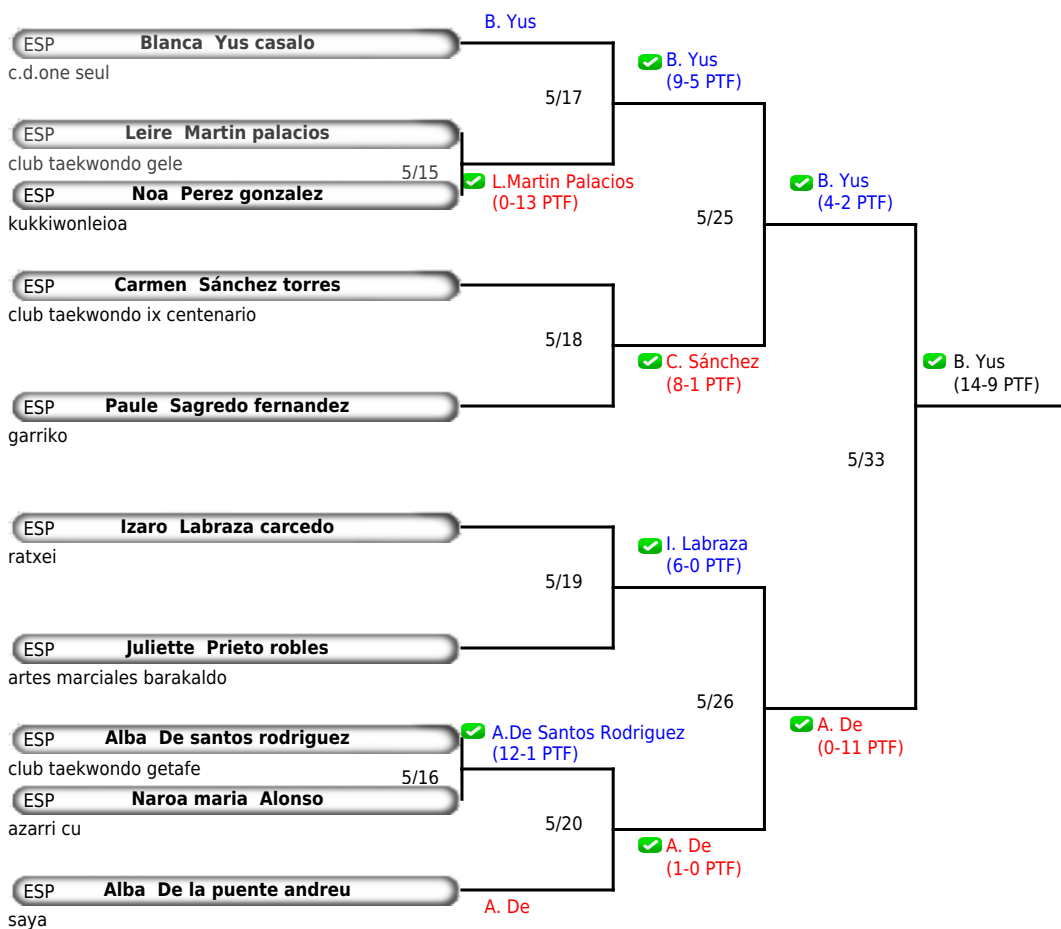 B. Yus
ESP Blanca Yus casalo
c.d.one seul
B. Yus
(9-5 PTF)
5/17
ESP Leire Martin palacios
club taekwondo gele
5/15
ESP Noa Perez gonzalez
kukkiwonleioa
L.Martin Palacios
(0-13 PTF)
B. Yus
(4-2 PTF)
5/25
ESP Carmen Sánchez torres
club taekwondo ix centenario
5/18
C. Sánchez
(8-1 PTF)
B. Yus
(14-9 PTF)
ESP Paule Sagredo fernandez
garriko
5/33
ESP Izaro Labraza carcedo
ratxei
I. Labraza
(6-0 PTF)
5/19
ESP Juliette Prieto robles
artes marciales barakaldo
5/26
A. De
(0-11 PTF)
ESP Alba De santos rodriguez
club taekwondo getafe
A.De Santos Rodriguez
(12-1 PTF)
5/16
ESP Naroa maria Alonso
azarri cu
5/20
A. De
(1-0 PTF)
ESP Alba De la puente andreu
saya
A. De